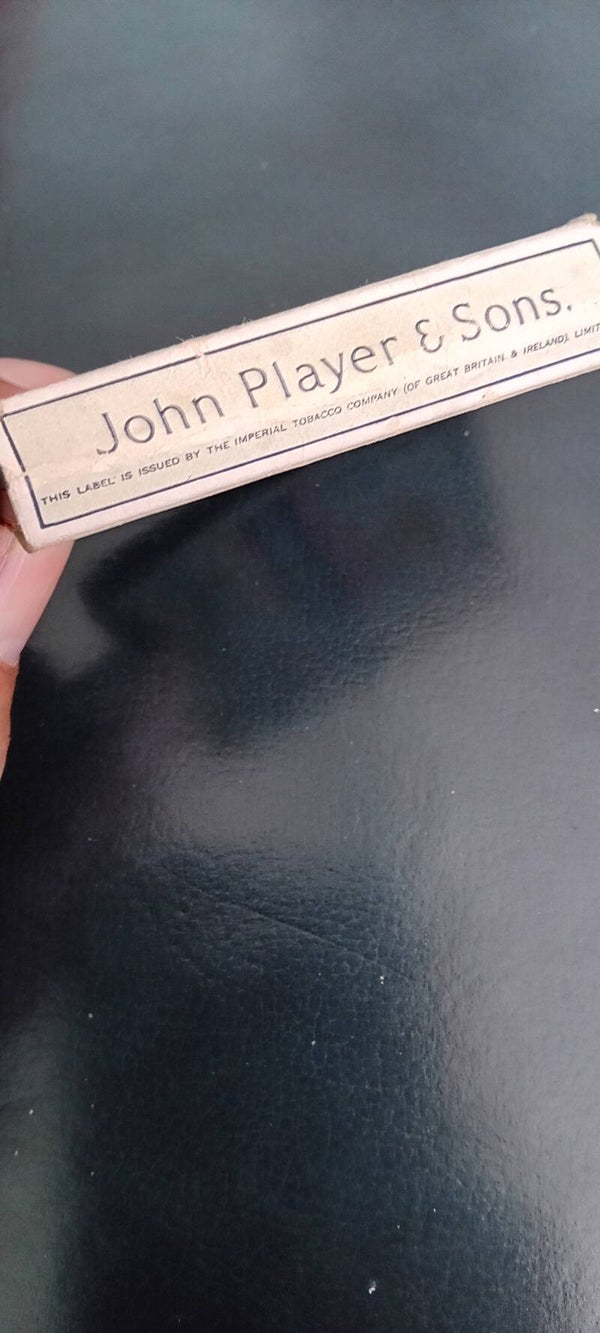 John Player & Sons.
THIS LABEL IS ISSUED BY THE IMPERIAL TOBACCO COMPANY (OF GREAT BRITAIN & IRELAND), LIMIT